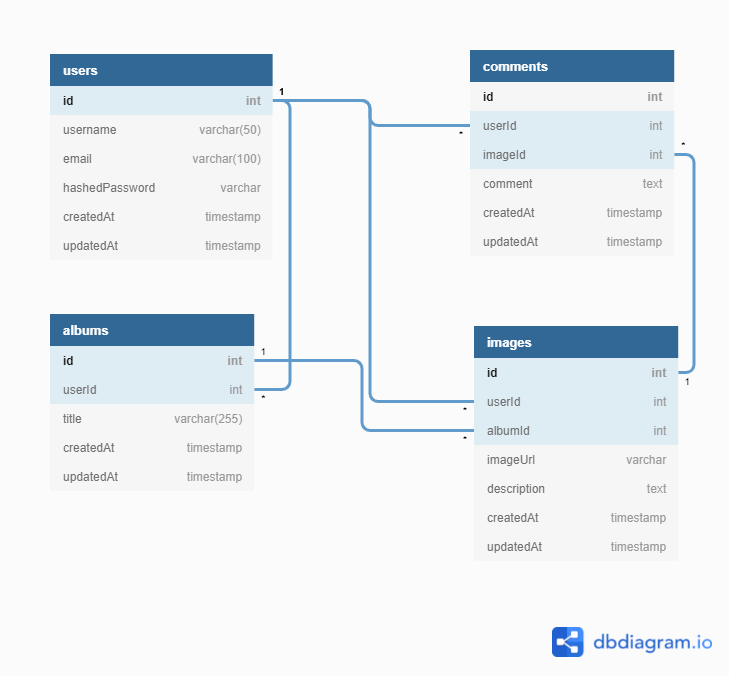 users
id int
username varchar(50)
email varchar(100)
hashedPassword varchar
createdAt timestamp
updatedAt timestamp
1
comments
id int
userId int
imageId int
comment text
createdAt timestamp
updatedAt timestamp
*
*
albums
id int
userId int
title varchar(255)
createdAt timestamp
updatedAt timestamp
1
*
images
id int
userId int
albumId int
imageUrl varchar
description text
createdAt timestamp
updatedAt timestamp
1
*
*
dbdiagram.io